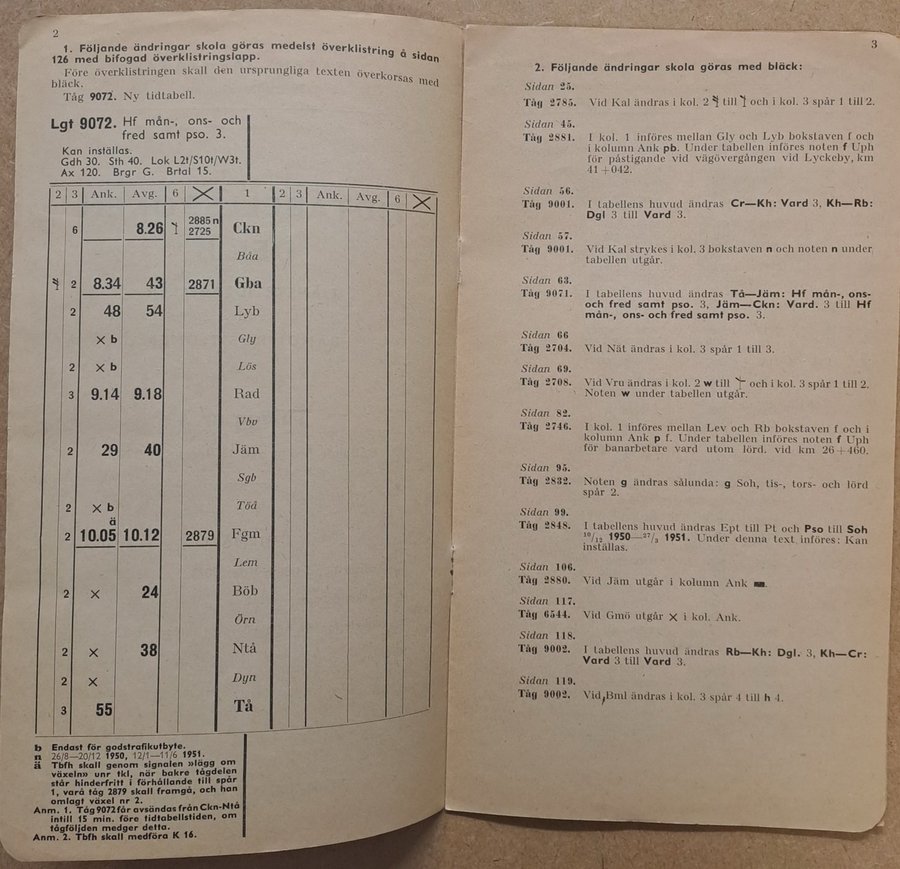 2
1. Följande ändringar skola göras medelst överklistring å sidan
126 med bifogad överklistringslapp.
Före överklistringen skall den ursprungliga texten överkorsas med
bläck.
Tåg 9072. Ny tidtabell.
Lgt 9072. Hf mån-, ons- och
fred samt pso. 3.
Kan inställas.
Gdh 30. Sth 40. Lok L2t/S10t/W3t.
Ax 120. Brgr G. Brtal 15.
2 3 Ank. Avg. 6 X 1 2 3 Ank. Avg. 6 X
6 8.26 2885 n 2725 Ckn
Båa
2 8.34 43 2871 Gba
2 48 54 Lyb
X b Gly
2 X b Lös
3 9.14 9.18 Rad
Vbv
2 29 40 Jäm
Sgb
2 X b Töd
ä
2 10.05 10.12 2879 Fgm
Lem
2 X 24 Böb
Örn
2 X 38 Ntå
2 X Dyn
3 55 Tå
b Endast för godstrafikutbyte.
n 26/8—20/12 1950, 12/1—11/6 1951.
ä Tbfh skall genom signalen »lägg om
växeln» unr tkl, när bakre tågdelen
står hinderfritt i förhållande till spår
1, varå tåg 2879 skall framgå, och han
omlagt växel nr 2.
Anm. 1. Tåg 9072 får avsändas från Ckn-Ntå
intill 15 min. före tidtabellstiden, om
tågföljden medger detta.
Anm. 2. Tbfh skall medföra K 16.
3
2. Följande ändringar skola göras med bläck:
Sidan 25.
Tåg 2785. Vid Kal ändras i kol. 2 till och i kol. 3 spår 1 till 2.
Sidan 45.
Tåg 2881. I kol. 1 införes mellan Gly och Lyb bokstaven f och
i kolumn Ank pb. Under tabellen införes noten f Uph
för påstigande vid vägövergången vid Lyckeby, km
41 + 042.
Sidan 56.
Tåg 9001. I tabellens huvud ändras Cr—Kh: Vard 3, Kh—Rb:
Dgl 3 till Vard 3.
Sidan 57.
Tåg 9001. Vid Kal strykes i kol. 3 bokstaven n och noten n under
tabellen utgår.
Sidan 63.
Tåg 9071. I tabellens huvud ändras Tå—Jäm: Hf mån-, ons-
och fred samt pso. 3, Jäm—Ckn: Vard. 3 till Hf
mån-, ons- och fred samt pso. 3.
Sidan 66
Tåg 2704. Vid Nät ändras i kol. 3 spår 1 till 3.
Sidan 69.
Tåg 2708. Vid Vru ändras i kol. 2 w till och i kol. 3 spår 1 till 2.
Noten w under tabellen utgår.
Sidan 82.
Tåg 2746. I kol. 1 införes mellan Lev och Rb bokstaven f och i
kolumn Ank p f. Under tabellen införes noten f Uph
för banarbetare vard utom lörd. vid km 26 + 460.
Sidan 95.
Tåg 2832. Noten g ändras sålunda: g Soh, tis-, tors- och lörd
spår 2.
Sidan 99.
Tåg 2848. I tabellens huvud ändras Ept till Pt och Pso till Soh
10/12 1950—27/3 1951. Under denna text införes: Kan
inställas.
Sidan 106.
Tåg 2880. Vid Jäm utgår i kolumn Ank
Sidan 117.
Tåg 6544. Vid Gmö utgår X i kol. Ank.
Sidan 118.
Tåg 9002. I tabellens huvud ändras Rb—Kh: Dgl. 3, Kh—Cr:
Vard 3 till Vard 3.
Sidan 119.
Tåg 9002. Vid Bml ändras i kol. 3 spår 4 till h 4.